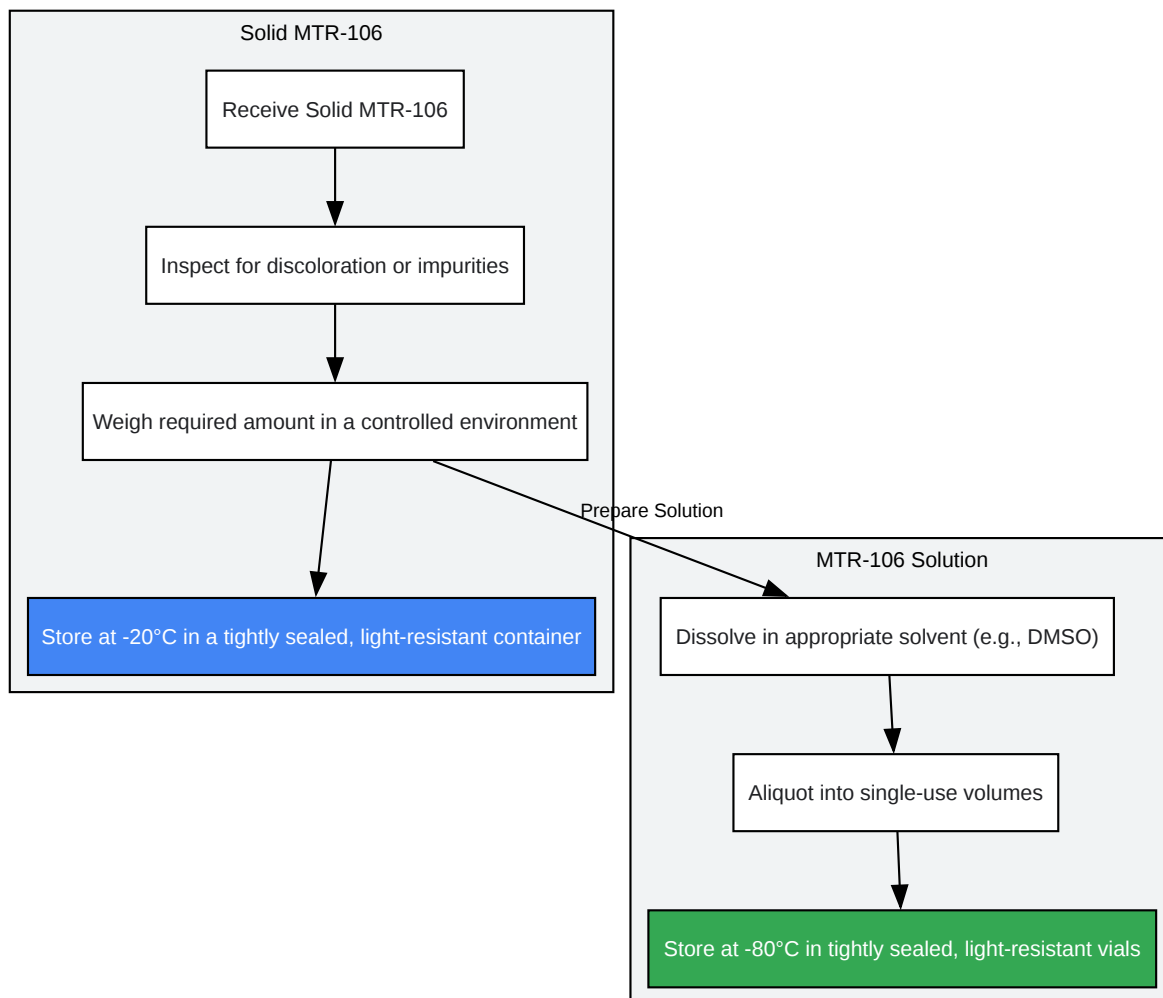 Solid MTR-106
Receive Solid MTR-106
Inspect for discoloration or impurities
Weigh required amount in a controlled environment
Prepare Solution
Store at -20°C in a tightly sealed, light-resistant container
MTR-106 Solution
Dissolve in appropriate solvent (e.g., DMSO)
Aliquot into single-use volumes
Store at -80°C in tightly sealed, light-resistant vials